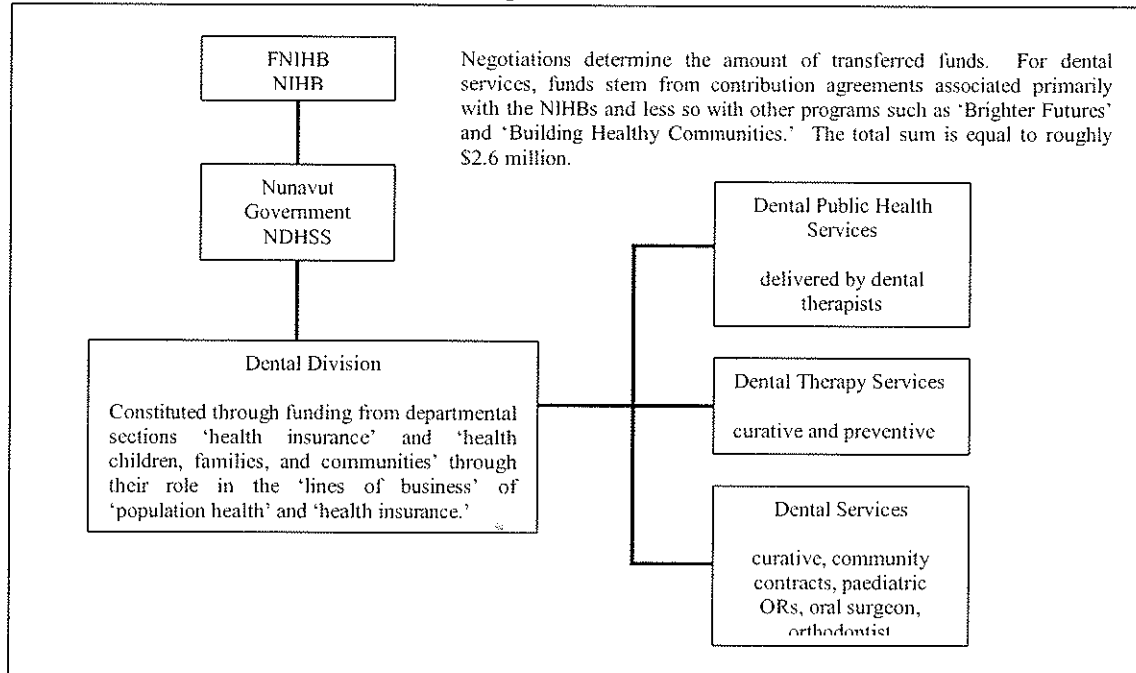 FNIHB
NIHB
Negotiations determine the amount of transferred funds. For dental
services, funds stem from contribution agreements associated primarily
with the NIHBs and less so with other programs such as ‘Brighter Futures’
and ‘Building Healthy Communities.’ The total sum is equal to roughly
$2.6 million.
Nunavut
Government
NDHSS
Dental Division
Constituted through funding from departmental
sections ‘health insurance’ and ‘health
children, families, and communities’ through
their role in the ‘lines of business’ of
‘population health’ and ‘health insurance.’
Dental Public Health
Services
delivered by dental
therapists
Dental Therapy Services
curative and preventive
Dental Services
curative, community
contracts, paediatric
ORs, oral surgeon,
orthodontist